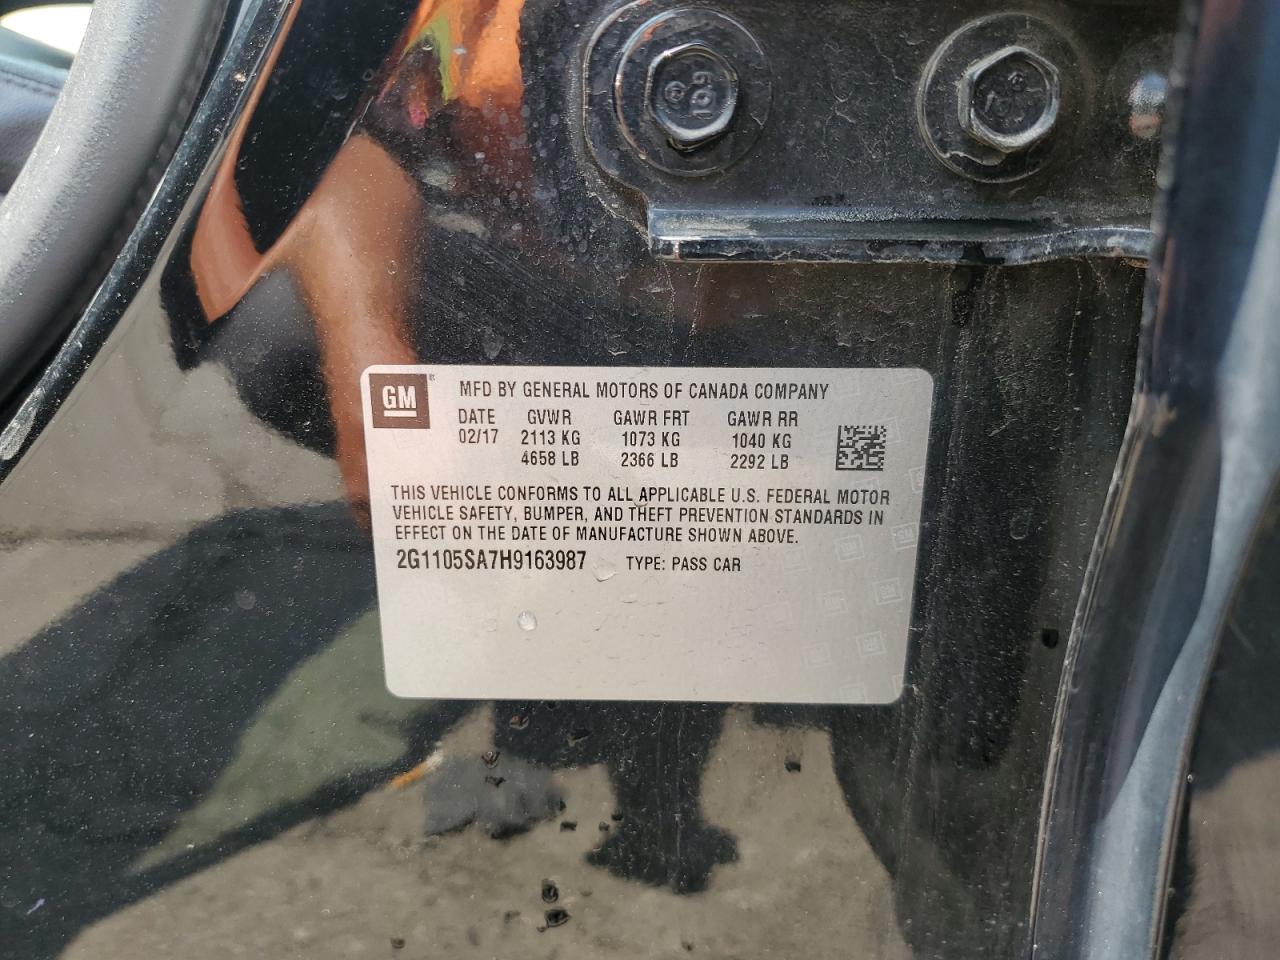 GM
MFD BY GENERAL MOTORS OF CANADA COMPANY
DATE GVWR GAWR FRT GAWR RR
02/17 2113 KG 1073 KG 1040 KG
4658 LB 2366 LB 2292 LB
THIS VEHICLE CONFORMS TO ALL APPLICABLE U.S. FEDERAL MOTOR
VEHICLE SAFETY, BUMPER, AND THEFT PREVENTION STANDARDS IN
EFFECT ON THE DATE OF MANUFACTURE SHOWN ABOVE.
2G1105SA7H9163987 TYPE: PASS CAR